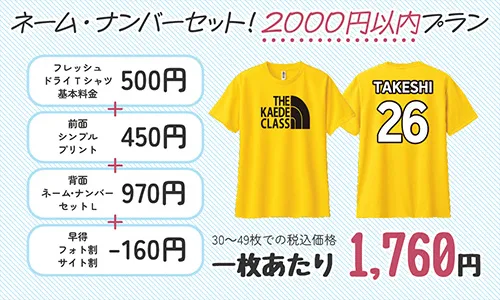 ネーム・ナンバーセット!2000円以内プラン
フレッシュ
ドライTシャツ
基本料金
500円
+
前面
シンプル
プリント
450円
+
背面
ネーム・ナンバー
セットL
970円
+
早得
フォト割
サイト割
-160円
THE
KAEDE
CLASS
TAKESHI
26
30〜49枚での税込価格
一枚あたり1,760円